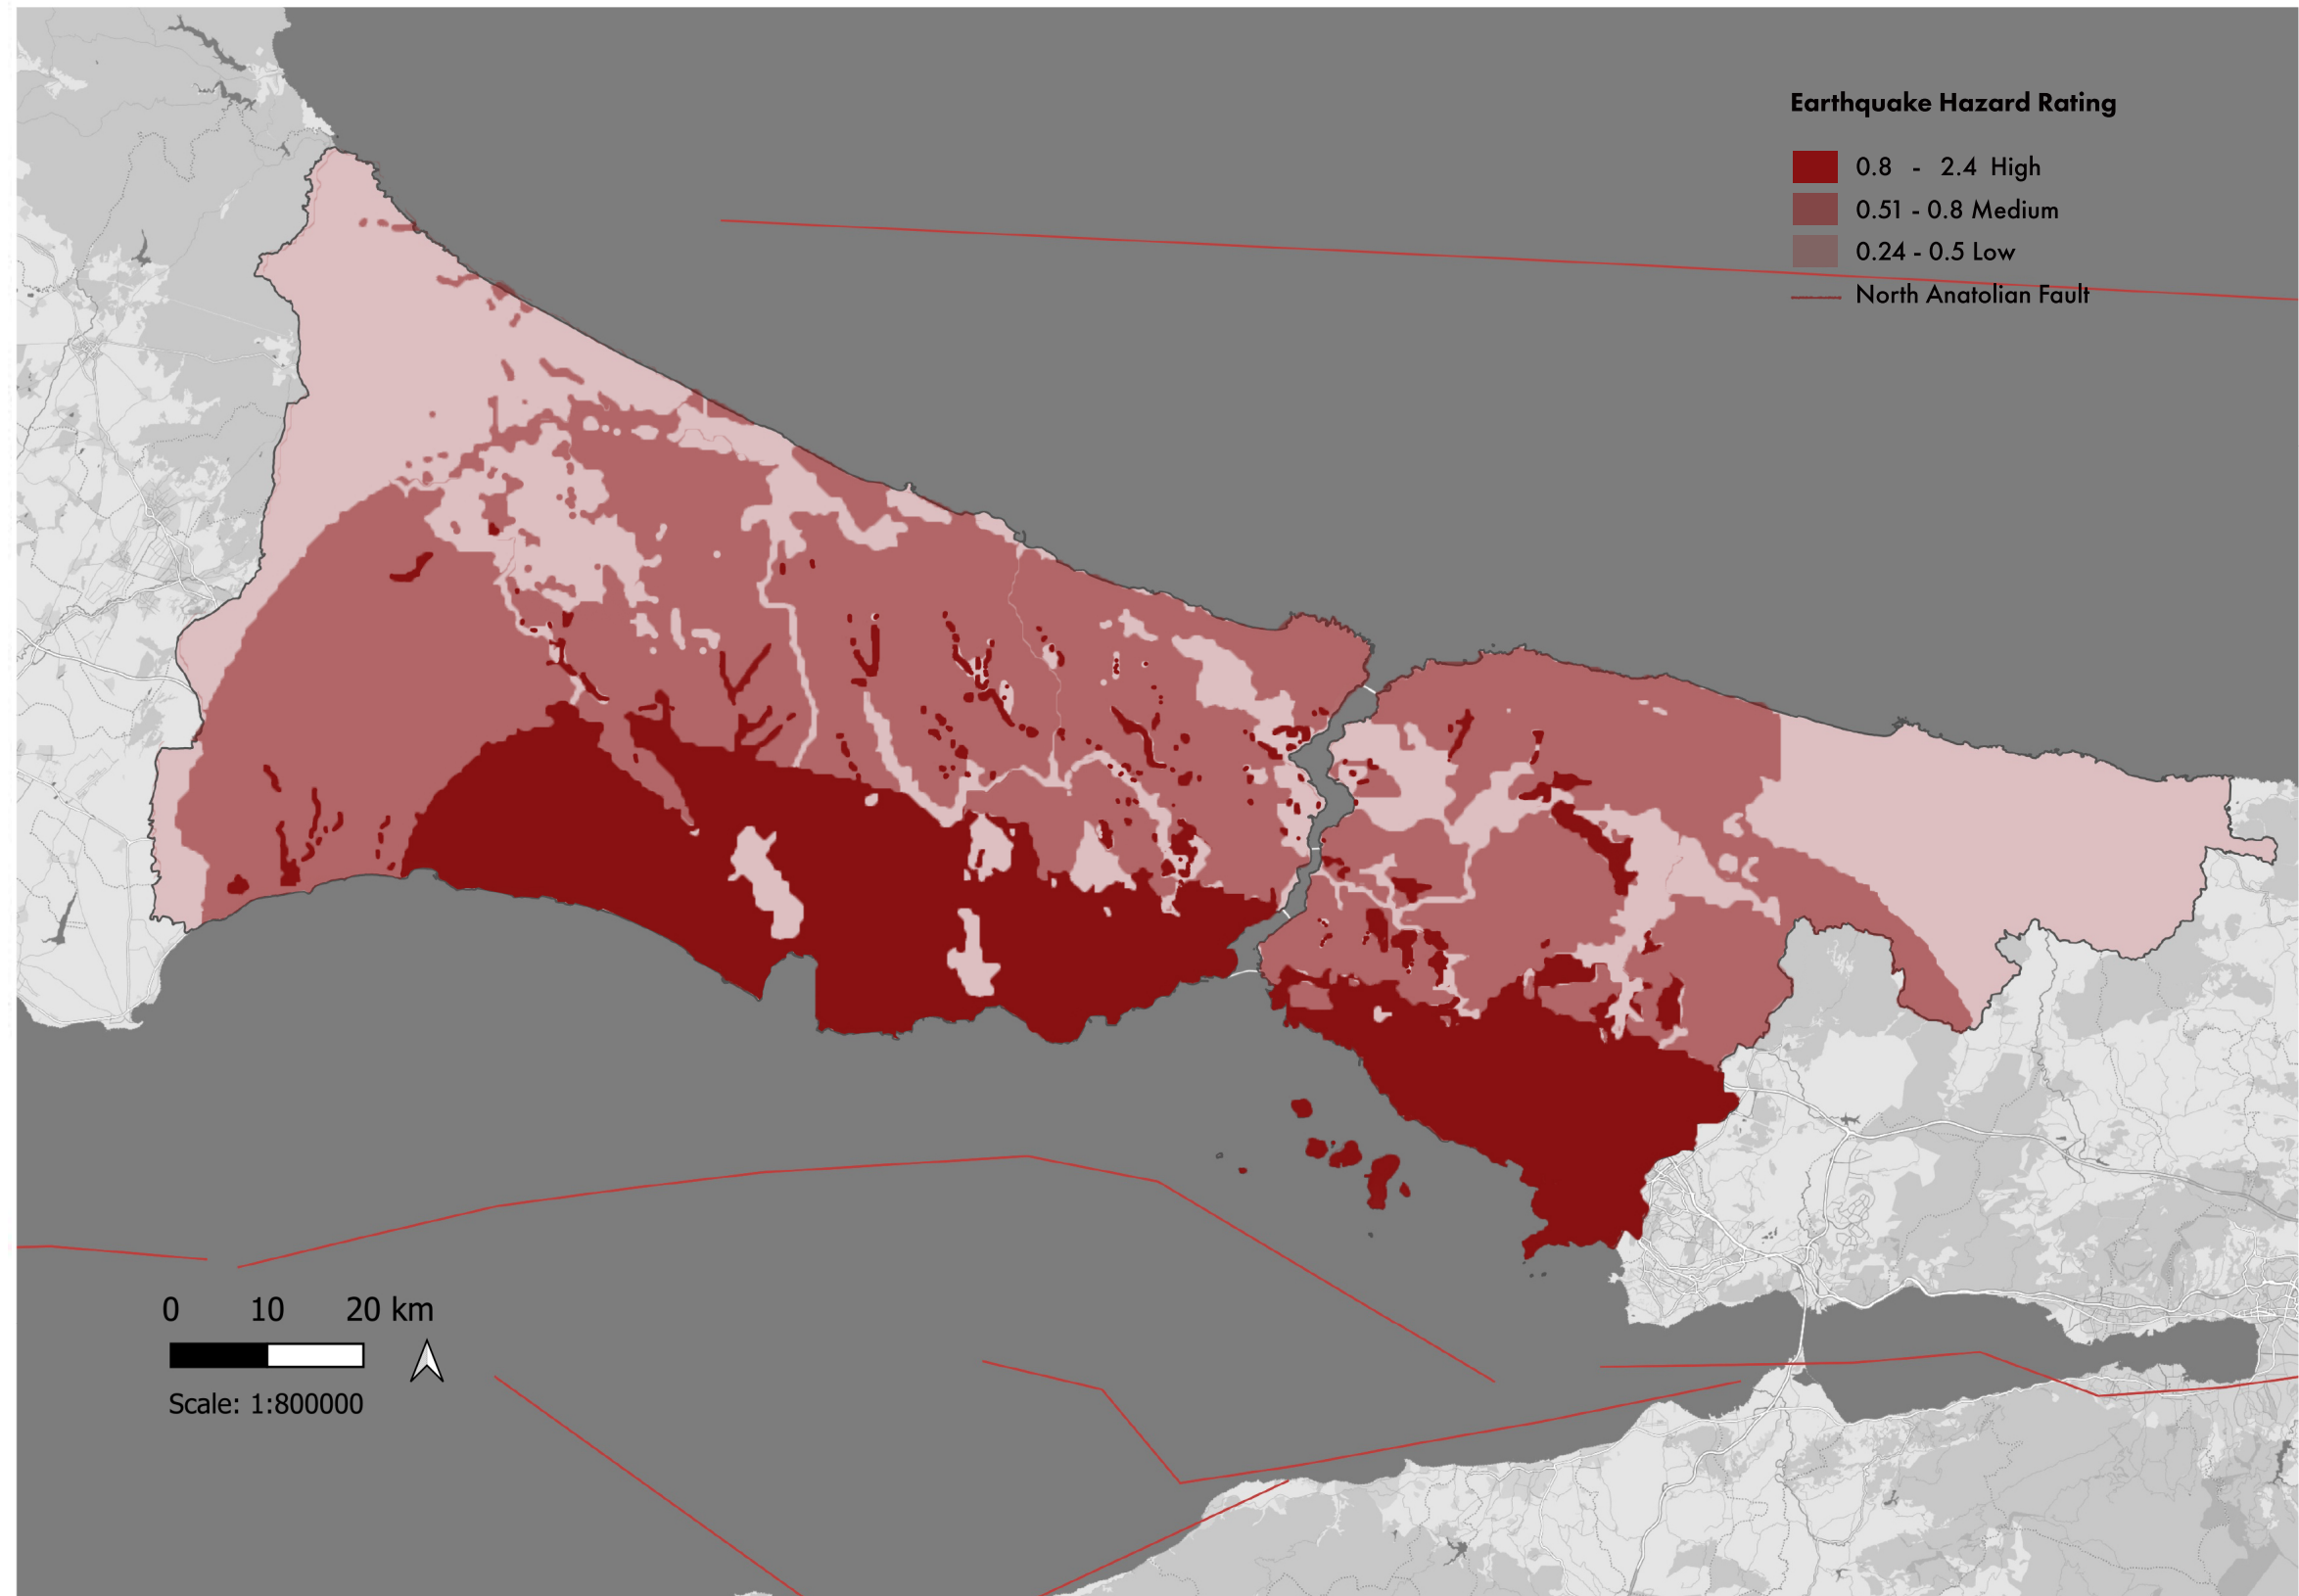 Earthquake Hazard Rating
0.8 - 2.4 High
0.51 - 0.8 Medium
0.24 - 0.5 Low
North Anatolian Fault
0 10 20 km
Scale: 1:800000